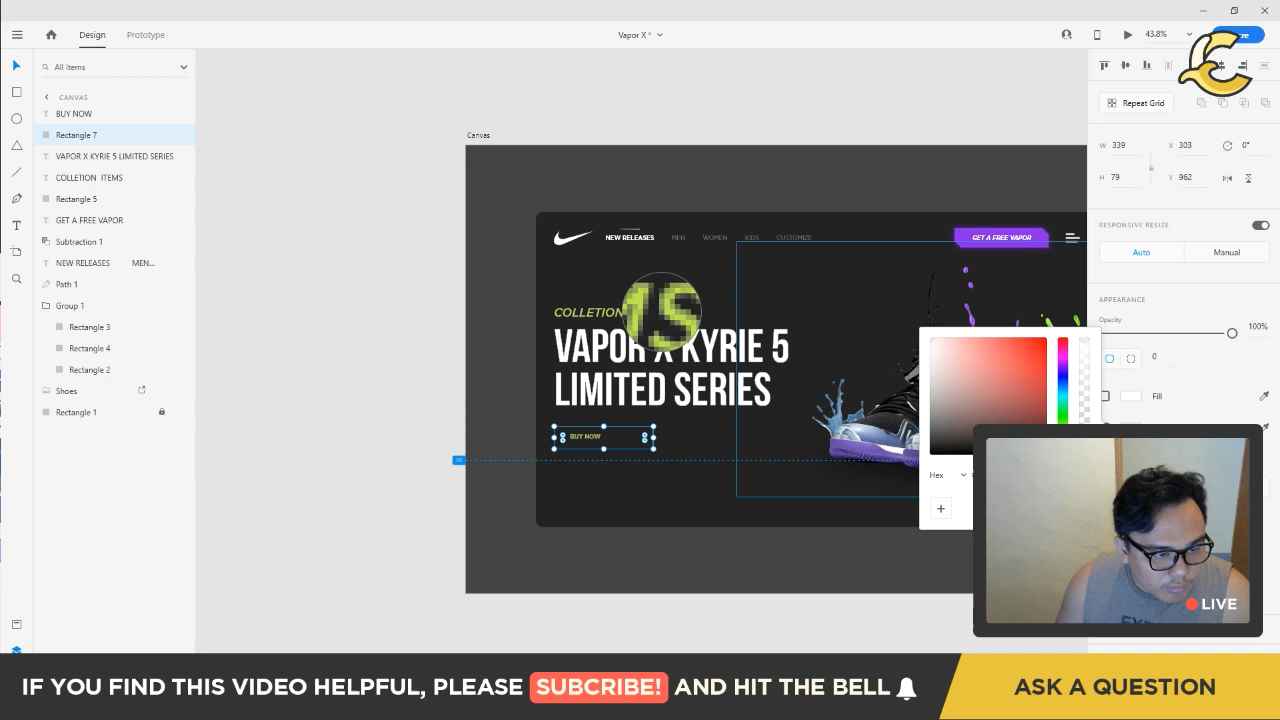 Design
Prototype
Vapor X *
43.8%
All Items
CANVAS
BUY NOW
Rectangle 7
VAPOR X KYRIE 5 LIMITED SERIES
COLLETION ITEMS
Rectangle 5
GET A FREE VAPOR
Subtraction 1
NEW RELEASES MEN...
Path 1
Group 1
Rectangle 3
Rectangle 4
Rectangle 2
Shoes
Rectangle 1
Canvas
NEW RELEASES MEN WOMEN KIDS CUSTOMIZE
GET A FREE VAPOR
COLLETION
VAPOR X KYRIE 5
LIMITED SERIES
BUY NOW
Repeat Grid
W 339 X 303 0°
H 79 Y 962
RESPONSIVE RESIZE
Auto Manual
APPEARANCE
Opacity
100%
0
Fill
Hex
LIVE
IF YOU FIND THIS VIDEO HELPFUL, PLEASE SUBCRIBE! AND HIT THE BELL
ASK A QUESTION